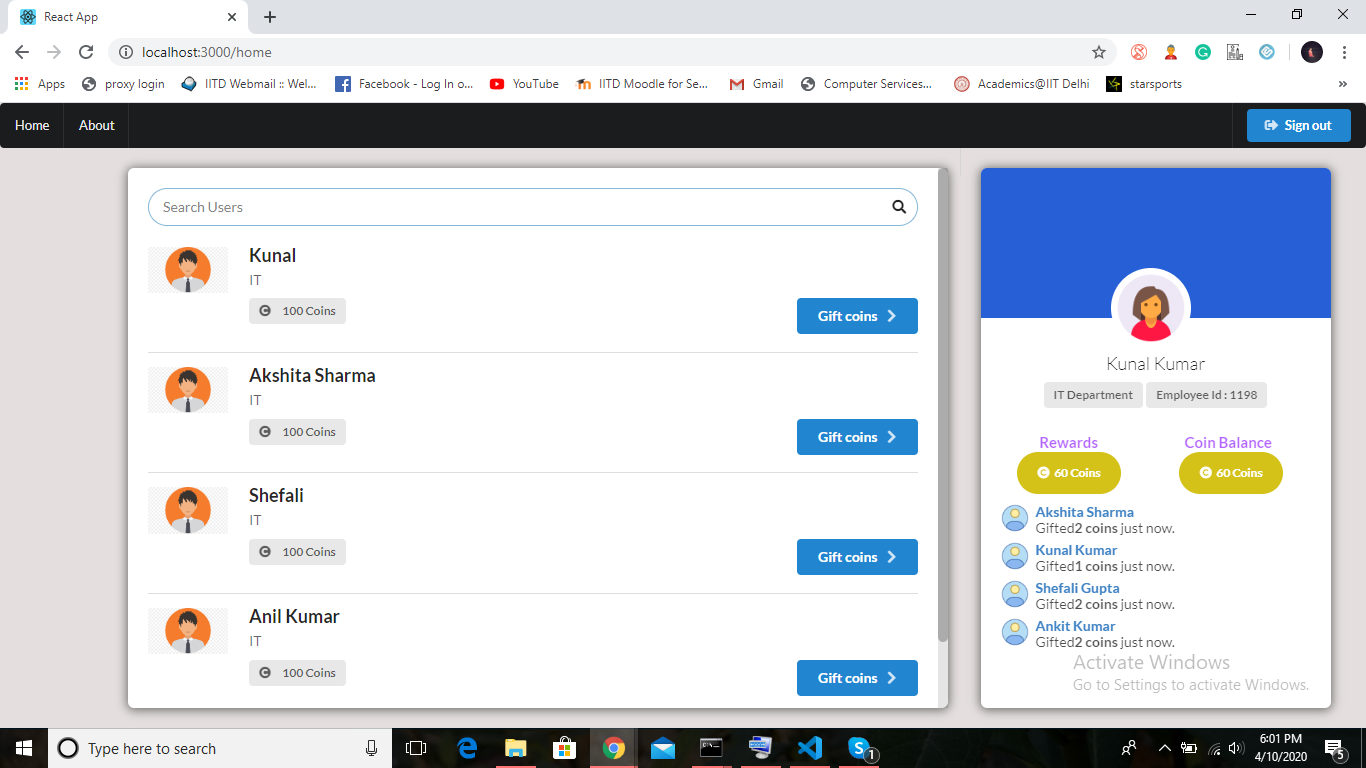 React App
localhost:3000/home
Apps proxy login IITD Webmail :: Wel... Facebook - Log In o... YouTube IITD Moodle for Se... Gmail Computer Services... Academics@IIT Delhi starsports »
Home About Sign out
Search Users
Kunal
IT
100 Coins
Gift coins
Akshita Sharma
IT
100 Coins
Gift coins
Shefali
IT
100 Coins
Gift coins
Anil Kumar
IT
100 Coins
Gift coins
Kunal Kumar
IT Department Employee Id : 1198
Rewards Coin Balance
60 Coins 60 Coins
Akshita Sharma
Gifted2 coins just now.
Kunal Kumar
Gifted1 coins just now.
Shefali Gupta
Gifted2 coins just now.
Ankit Kumar
Gifted2 coins just now.
Activate Windows
Go to Settings to activate Windows.
Type here to search
1
6:01 PM
4/10/2020
5